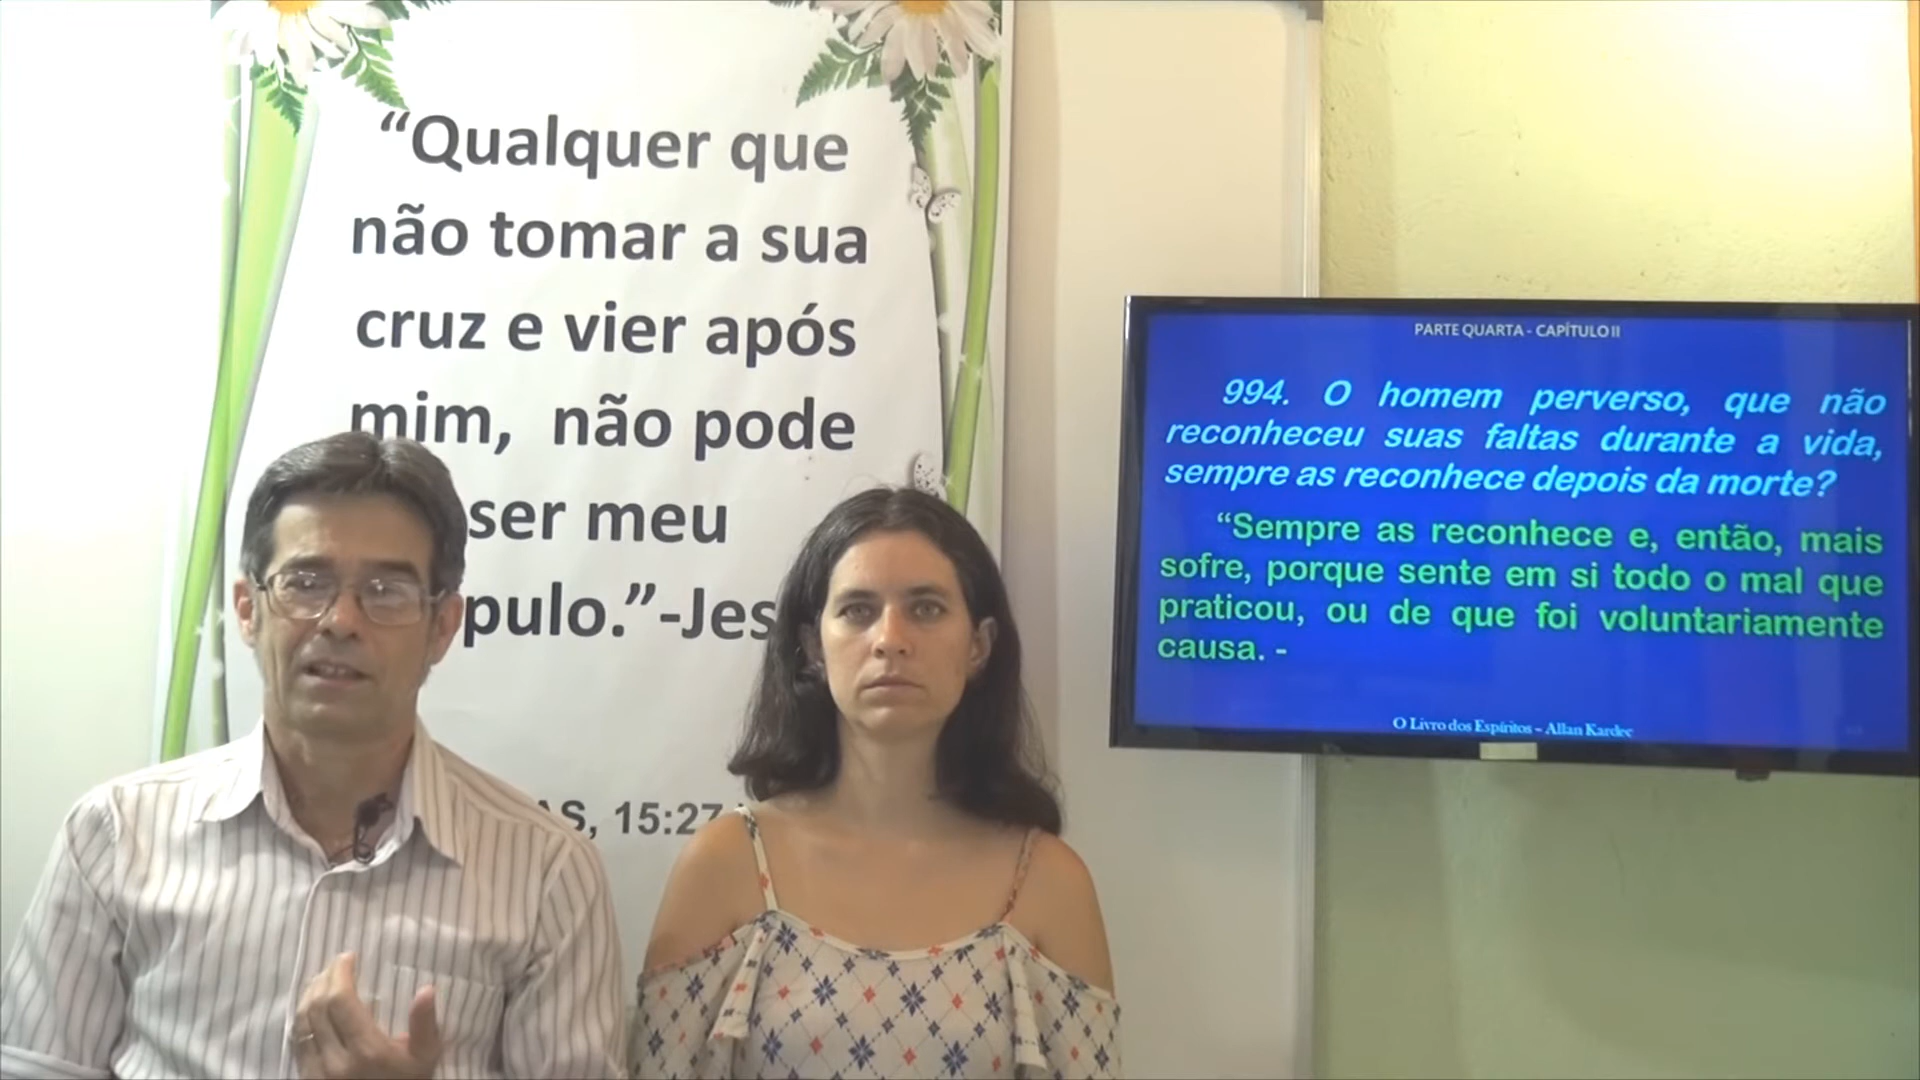 “Qualquer que
não tomar a sua
cruz e vier após
mim, não pode
ser meu
pulo.”-Jes
AS, 15:27
PARTE QUARTA - CAPÍTULO II
994. O homem perverso, que não
reconheceu suas faltas durante a vida,
sempre as reconhece depois da morte?
“Sempre as reconhece e, então, mais
sofre, porque sente em si todo o mal que
praticou, ou de que foi voluntariamente
causa. -
O Livro dos Espíritos – Allan Kardec